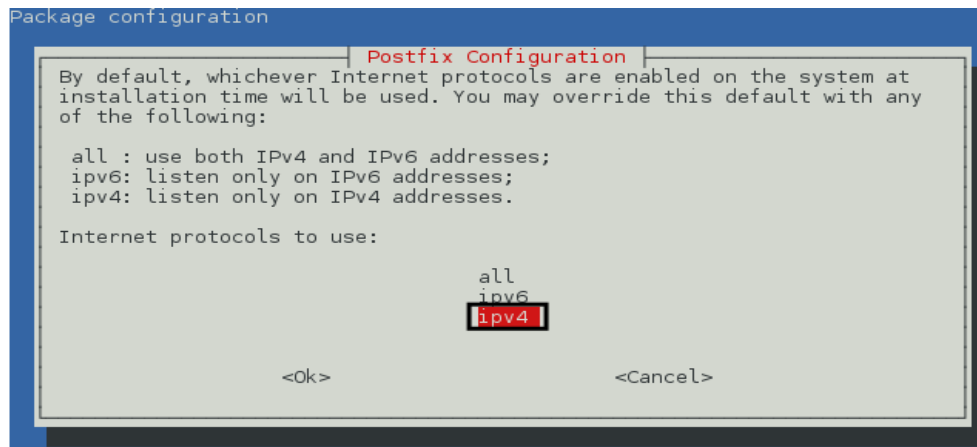 Package configuration
Postfix Configuration
By default, whichever Internet protocols are enabled on the system at
installation time will be used. You may override this default with any
of the following:
all : use both IPv4 and IPv6 addresses;
ipv6: listen only on IPv6 addresses;
ipv4: listen only on IPv4 addresses.
Internet protocols to use:
all
ipv6
ipv4
<Ok> <Cancel>